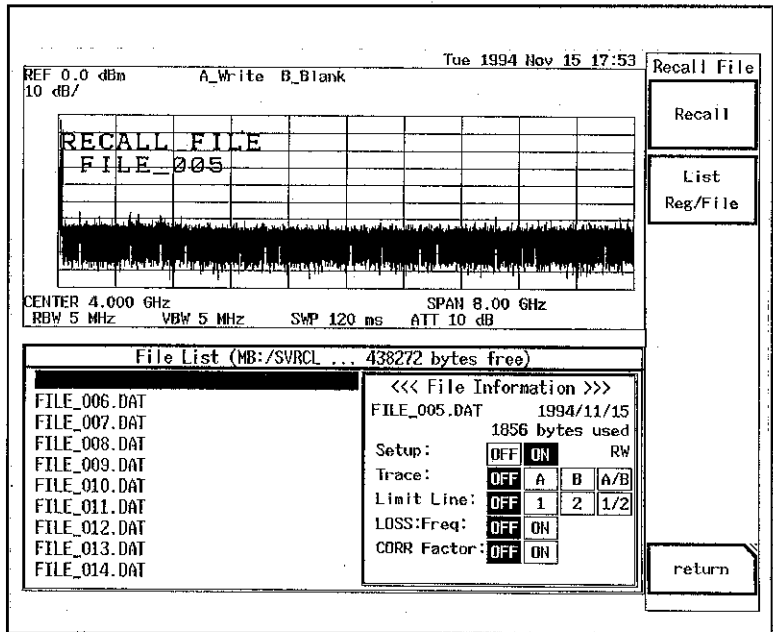 Tue 1994 Nov 15 17:53
REF 0.0 dBm A_Write B_Blank
10 dB/
RECALL FILE
FILE_005
CENTER 4.000 GHz SPAN 8.00 GHz
RBW 5 MHz VBW 5 MHz SWP 120 ms ATT 10 dB
File List (MB:/SVRCL ... 438272 bytes free)
FILE_006.DAT
FILE_007.DAT
FILE_008.DAT
FILE_009.DAT
FILE_010.DAT
FILE_011.DAT
FILE_012.DAT
FILE_013.DAT
FILE_014.DAT
<<< File Information >>>
FILE_005.DAT 1994/11/15
1856 bytes used
Setup: OFF ON RW
Trace: OFF A B A/B
Limit Line: OFF 1 2 1/2
LOSS:Freq: OFF ON
CORR Factor: OFF ON
Recall File
Recall
List
Reg/File
return